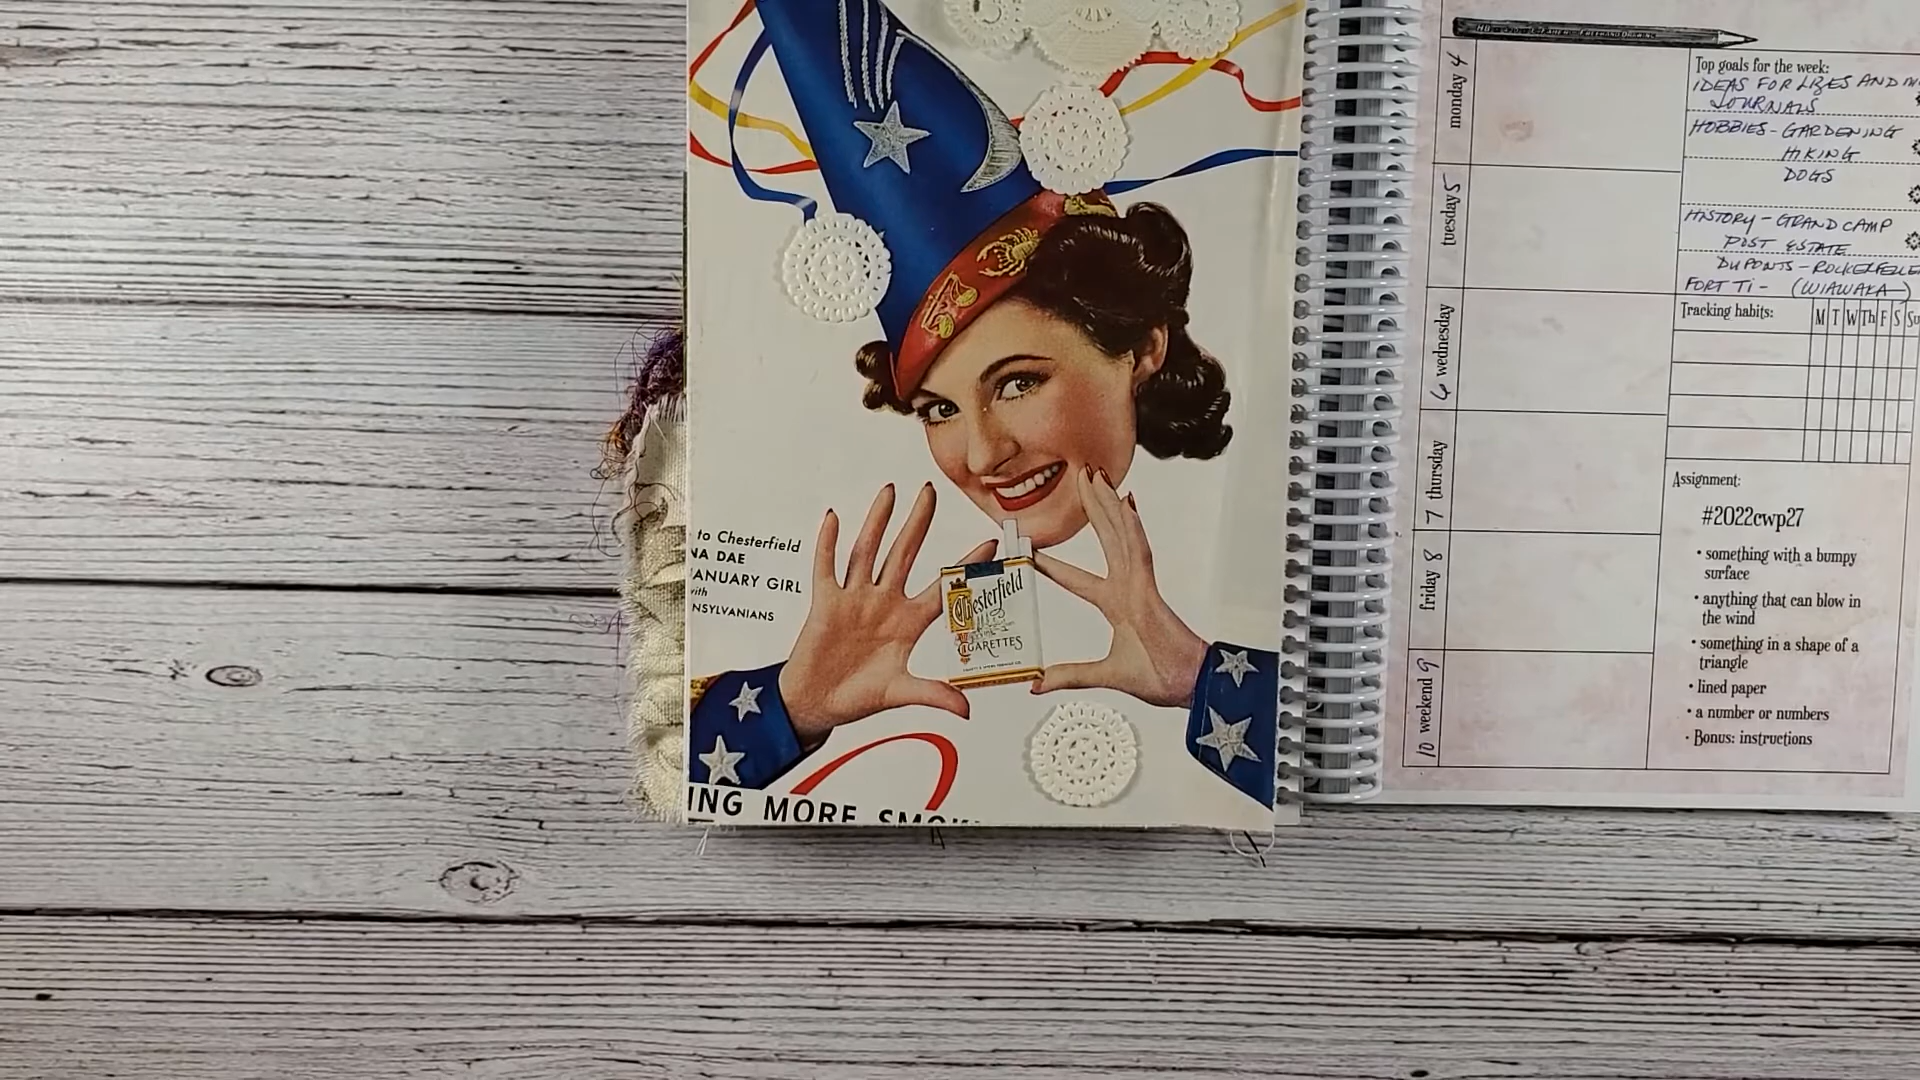 to Chesterfield
NA DAE
ANUARY GIRL
with
NSYLVANIANS
Chesterfield
CIGARETTES
ING MORE SMOK
monday 4
tuesday 5
6 wednesday
7 thursday
friday 8
10 weekend 9
Top goals for the week:
IDEAS FOR LIZES AND
JOURNALS
HOBBIES - GARDENING
HIKING
DOGS
HISTORY - GRAND CAMP
POST ESTATE
DUPONTS - ROCKEFELLE
FORT TI - (WIAWAKA)
Tracking habits:
M T W Th F S Su
Assignment:
#2022cwp27
• something with a bumpy
surface
• anything that can blow in
the wind
• something in a shape of a
triangle
• lined paper
• a number or numbers
· Bonus: instructions